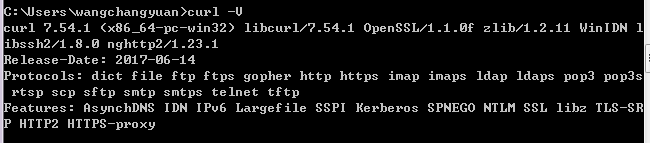 C:\Users\wangchangyuan>curl -V
curl 7.54.1 (x86_64-pc-win32) libcurl/7.54.1 OpenSSL/1.1.0f zlib/1.2.11 WinIDN l
ibssh2/1.8.0 nghttp2/1.23.1
Release-Date: 2017-06-14
Protocols: dict file ftp ftps gopher http https imap imaps ldap ldaps pop3 pop3s
 rtsp scp sftp smtp smtps telnet tftp
Features: AsynchDNS IDN IPv6 Largefile SSPI Kerberos SPNEGO NTLM SSL libz TLS-SR
P HTTP2 HTTPS-proxy